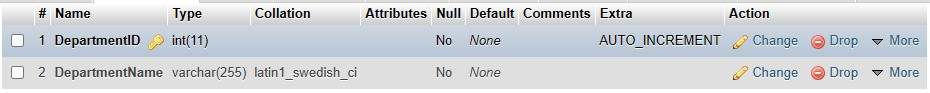 # Name Type Collation Attributes Null Default Comments Extra Action
1 DepartmentID int(11) No None AUTO_INCREMENT Change Drop More
2 DepartmentName varchar(255) latin1_swedish_ci No None Change Drop More